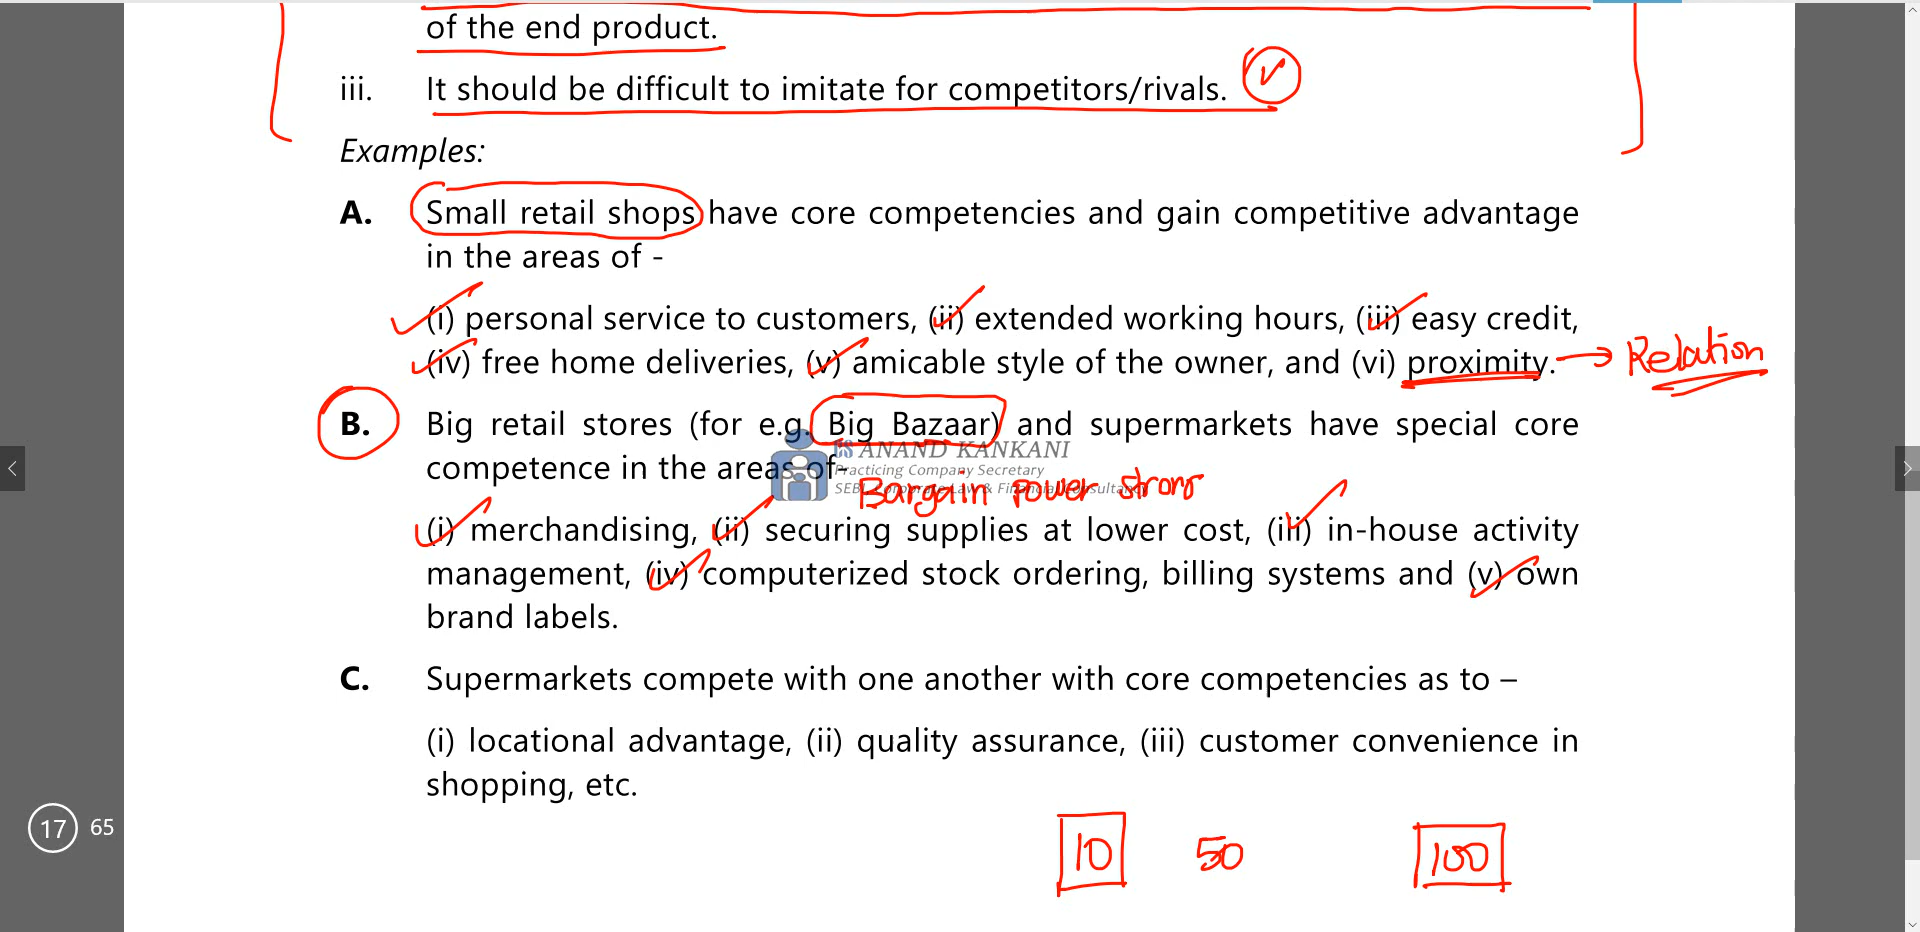 of the end product.
iii. It should be difficult to imitate for competitors/rivals.
Examples:
A. Small retail shops have core competencies and gain competitive advantage
in the areas of -
(i) personal service to customers, (ii) extended working hours, (iii) easy credit,
(iv) free home deliveries, (v) amicable style of the owner, and (vi) proximity. Relation
B. Big retail stores (for e.g. Big Bazaar) and supermarkets have special core
ANAND KANKANI
competence in the areas of-
Practicing Company Secretary
SEBI, Corporate Law & Financial Consultancy
Bargain Power strong
(i) merchandising, (ii) securing supplies at lower cost, (iii) in-house activity
management, (iv) computerized stock ordering, billing systems and (v) own
brand labels.
C. Supermarkets compete with one another with core competencies as to –
(i) locational advantage, (ii) quality assurance, (iii) customer convenience in
shopping, etc.
17 65
10 50 100